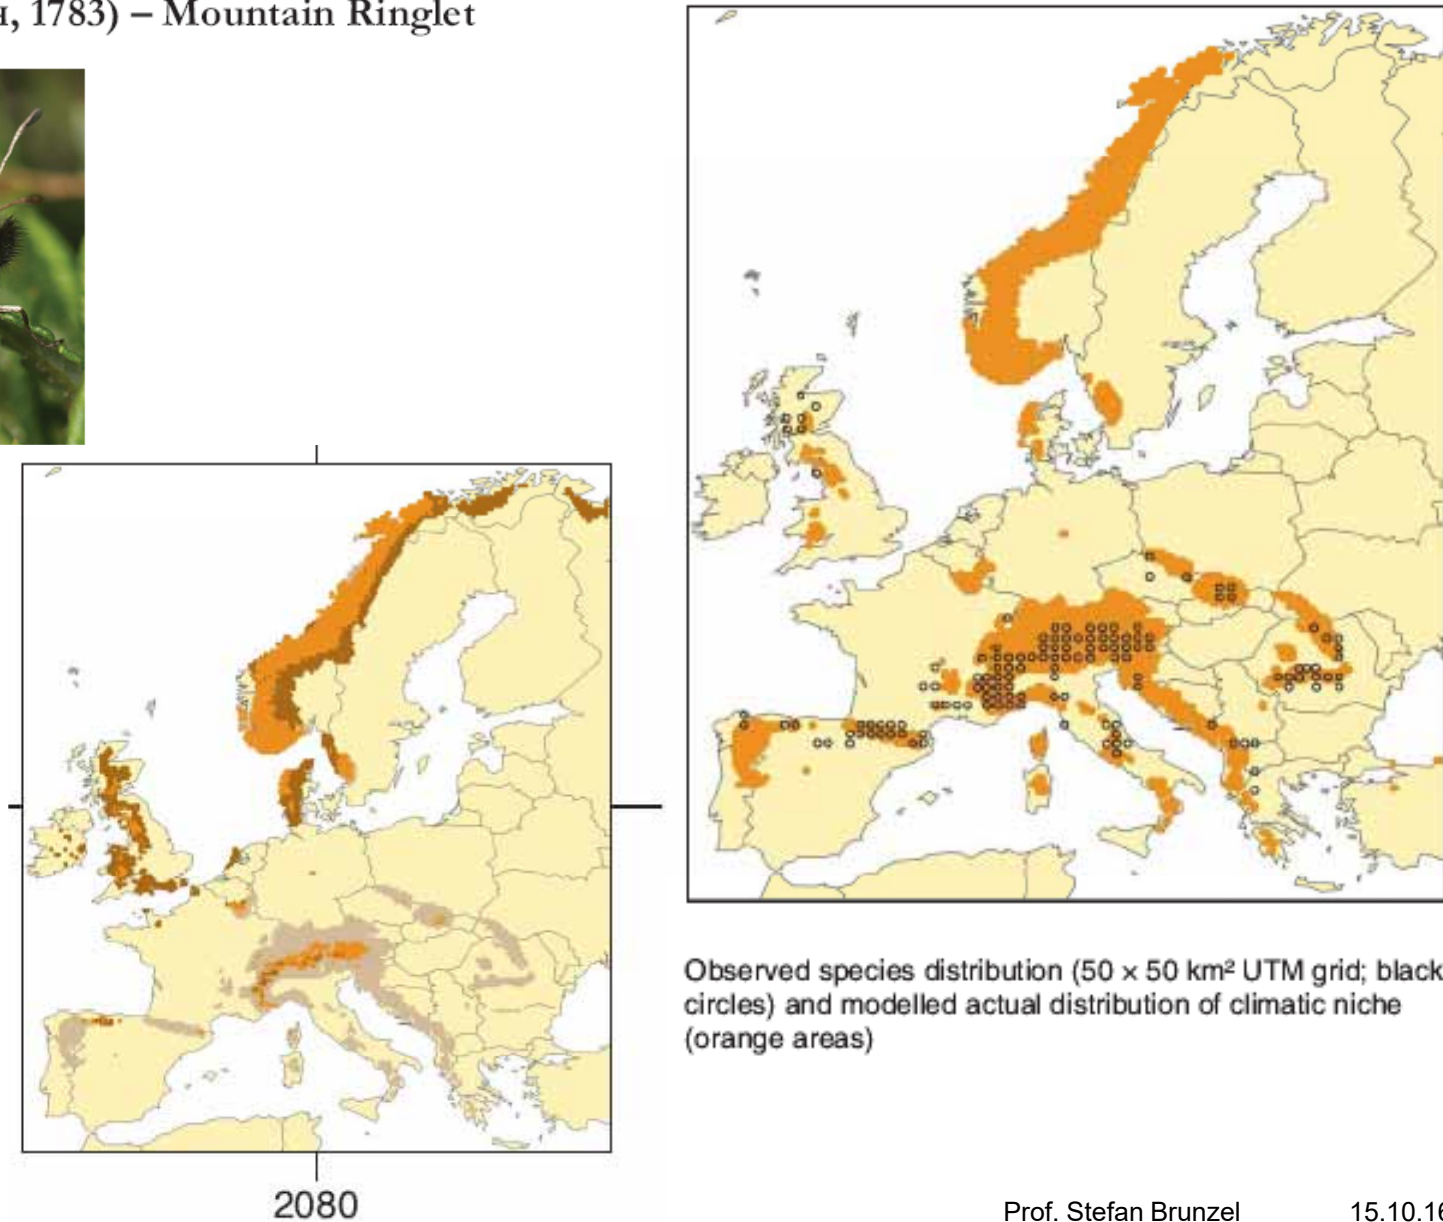 , 1783) – Mountain Ringlet
Observed species distribution (50 × 50 km² UTM grid; black
circles) and modelled actual distribution of climatic niche
(orange areas)
2080
Prof. Stefan Brunzel 15.10.16